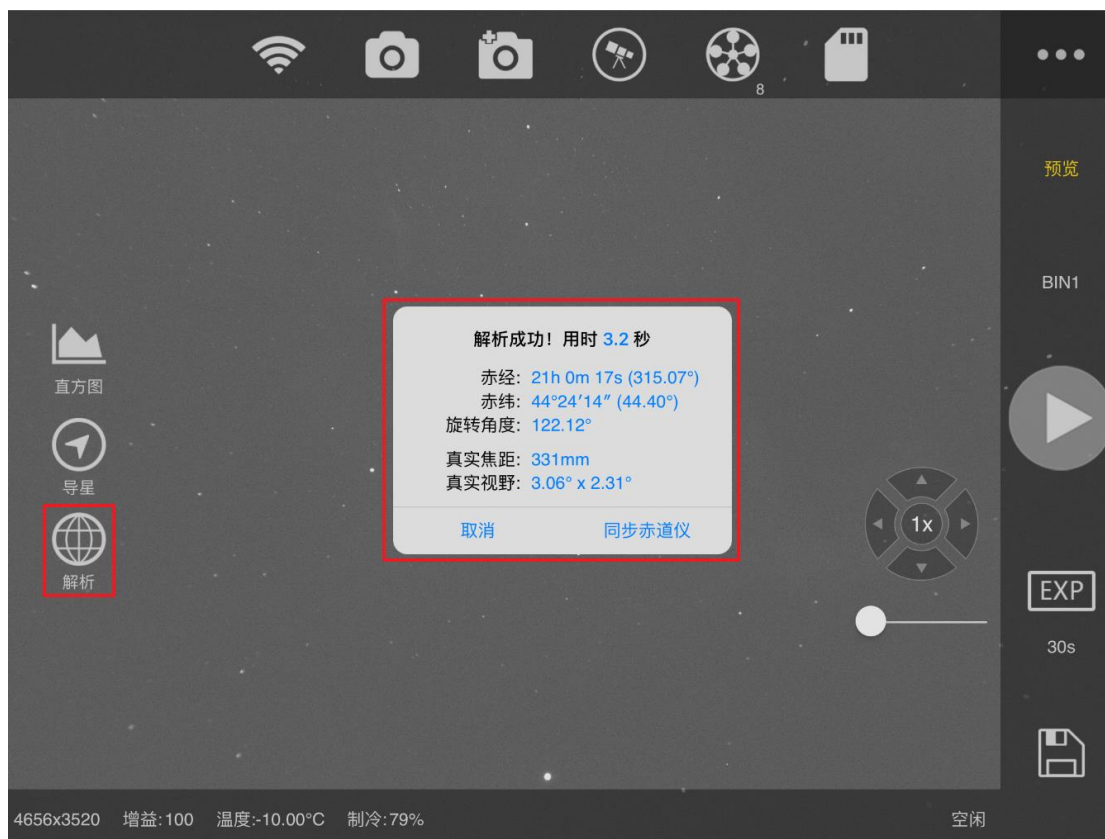 8
预览
BIN1
直方图
导星
解析
解析成功！用时 3.2 秒
赤经： 21h 0m 17s (315.07°)
赤纬： 44°24′14″ (44.40°)
旋转角度： 122.12°
真实焦距： 331mm
真实视野： 3.06° x 2.31°
取消 同步赤道仪
1x
EXP
30s
4656x3520 增益:100 温度:-10.00°C 制冷:79% 空闲